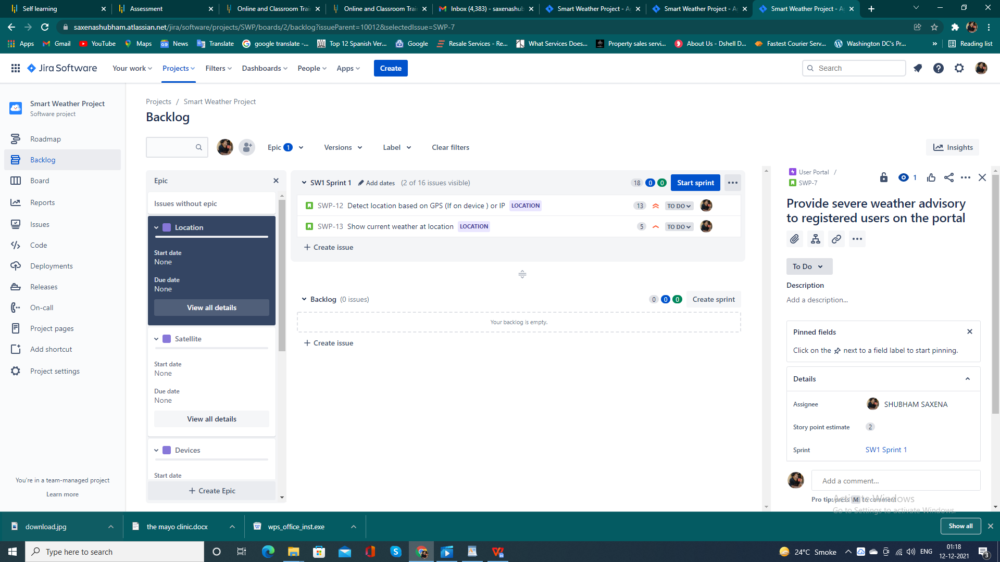 Self learning
Assessment
Online and Classroom Trai
Online and Classroom Trai
Inbox (4,383) - saxenashub
Smart Weather Project - A
Smart Weather Project - A
Smart Weather Project - A
saxenashubham.atlassian.net/jira/software/projects/SWP/boards/2/backlog?issueParent=10012&selectedIssue=SWP-7
Apps
Gmail
YouTube
Maps
News
Translate
google translate -...
Top 12 Spanish Ver...
Google
Resale Services - Re...
What Services Does...
Property sales servi...
About Us - Dshell D...
Fastest Courier Serv...
Washington DC's Pr...
»
Reading list
Jira Software
Your work
Projects
Filters
Dashboards
People
Apps
Create
Search
Smart Weather Project
Software project
Roadmap
Backlog
Board
Reports
Issues
Code
Deployments
Releases
On-call
Project pages
Add shortcut
Project settings
You're in a team-managed project
Learn more
Projects / Smart Weather Project
Backlog
Epic 1
Versions
Label
Clear filters
Insights
Epic
Issues without epic
Location
Start date
None
Due date
None
View all details
Satellite
Start date
None
Due date
None
View all details
Devices
Start date
+ Create Epic
SW1 Sprint 1 Add dates (2 of 16 issues visible)
18 0 0 Start sprint
SWP-12 Detect location based on GPS (If on device ) or IP LOCATION 13 TO DO
SWP-13 Show current weather at location LOCATION 5 TO DO
+ Create issue
Backlog (0 issues)
0 0 0 Create sprint
Your backlog is empty.
+ Create issue
User Portal /
SWP-7
1
Provide severe weather advisory
to registered users on the portal
To Do
Description
Add a description...
Pinned fields
Click on the next to a field label to start pinning.
Details
Assignee SHUBHAM SAXENA
Story point estimate 2
Sprint SW1 Sprint 1
Add a comment...
Pro tip: press M to comment
Activate Windows
Go to Settings to activate Windows.
download.jpg
the mayo clinic.docx
wps_office_inst.exe
Show all
Type here to search
24°C Smoke
ENG
01:18
12-12-2021
3